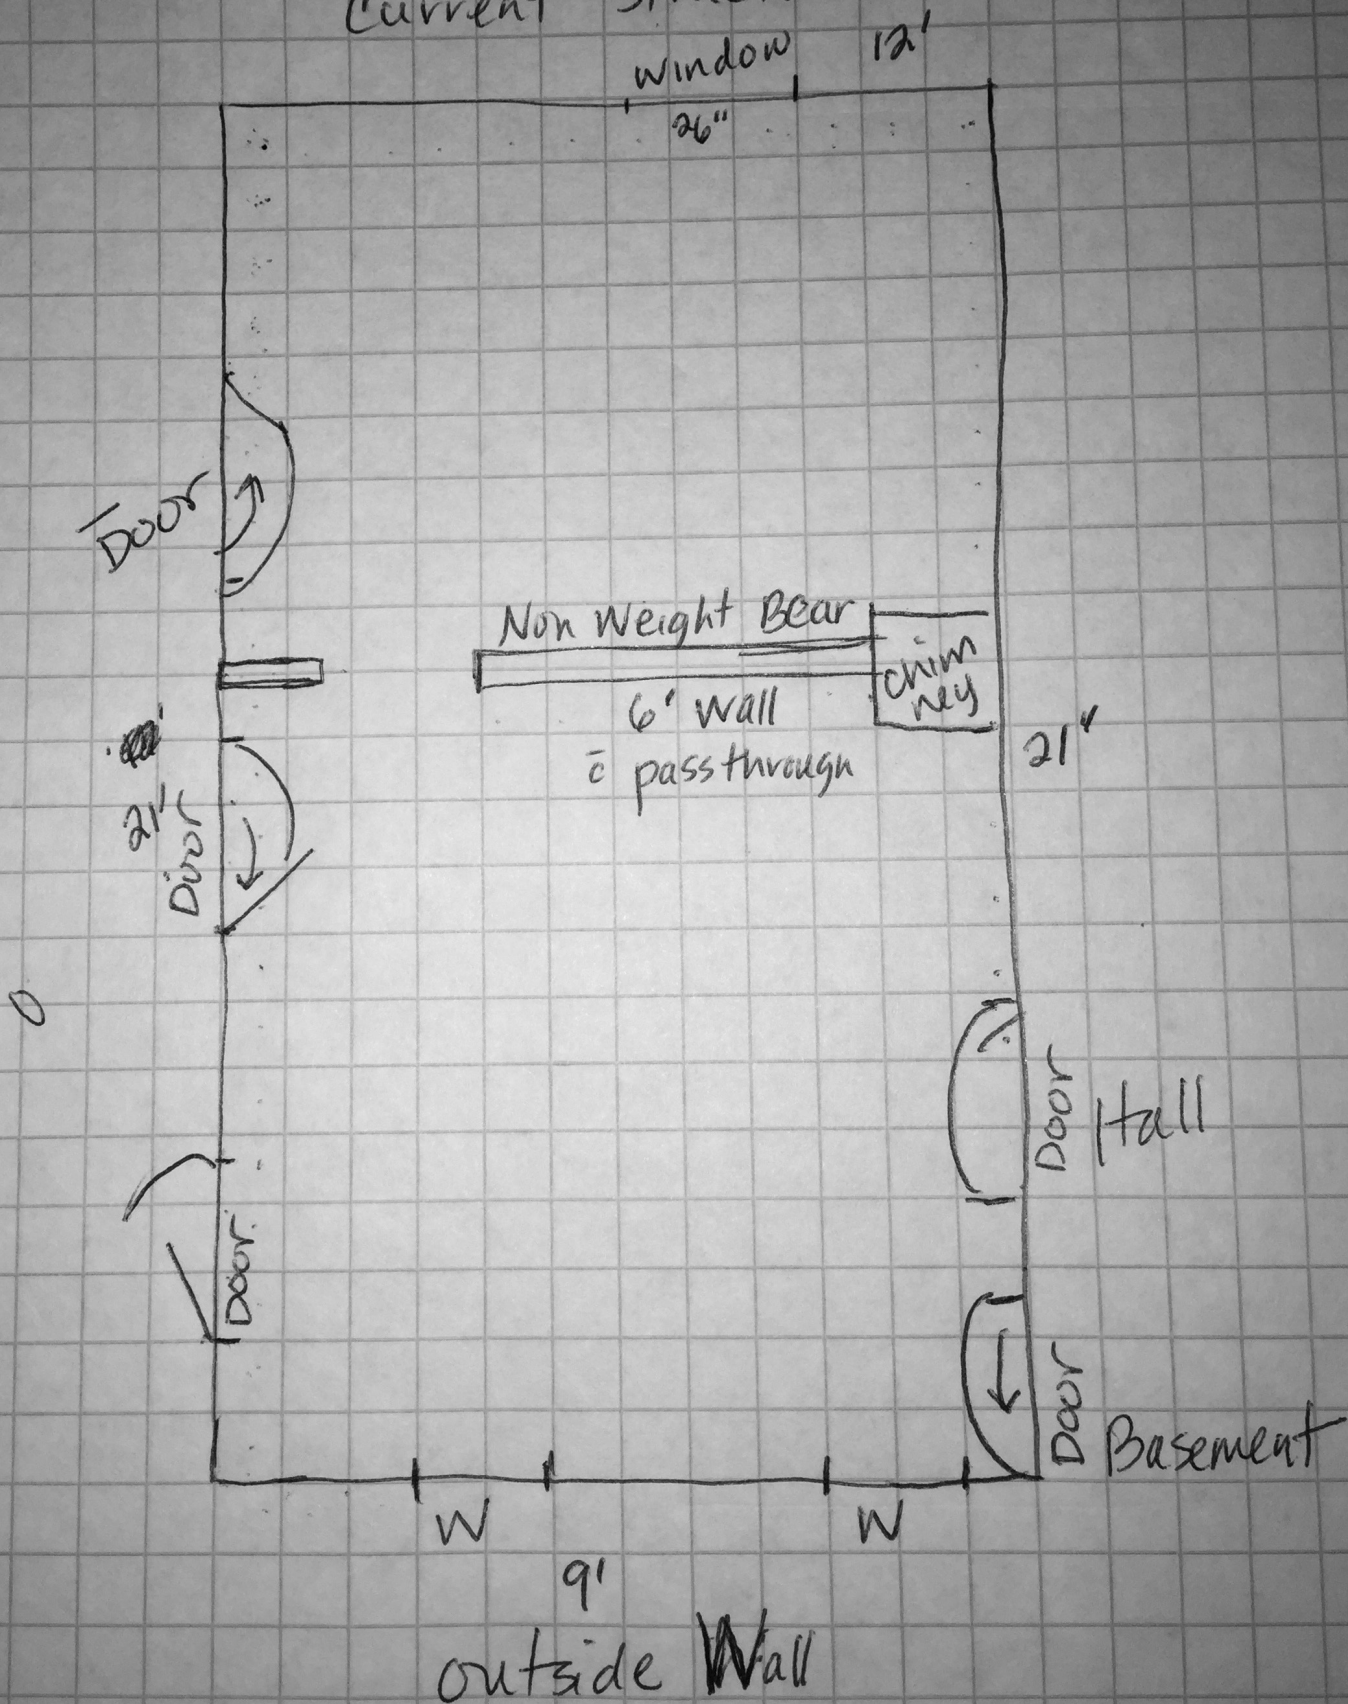 Current
window 12'
26"
Door
Non Weight Bear
chim
ney
6' Wall
c̄ passthrough
21"
21'
Door
O
Door
Hall
Door
Door
Basement
W W
9'
outside Wall